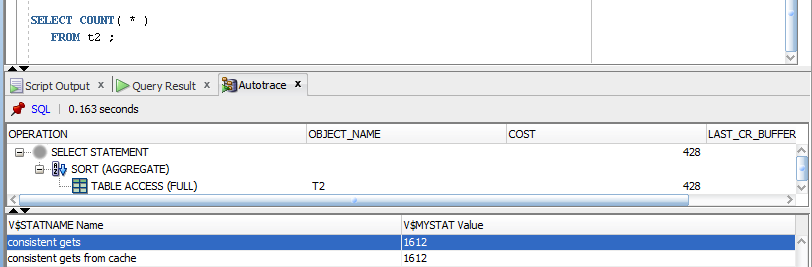 SELECT COUNT( * )
FROM t2 ;
Script Output x Query Result x Autotrace x
SQL | 0.163 seconds
OPERATION OBJECT_NAME COST LAST_CR_BUFFER
SELECT STATEMENT 428
SORT (AGGREGATE)
TABLE ACCESS (FULL) T2 428
V$STATNAME Name V$MYSTAT Value
consistent gets 1612
consistent gets from cache 1612